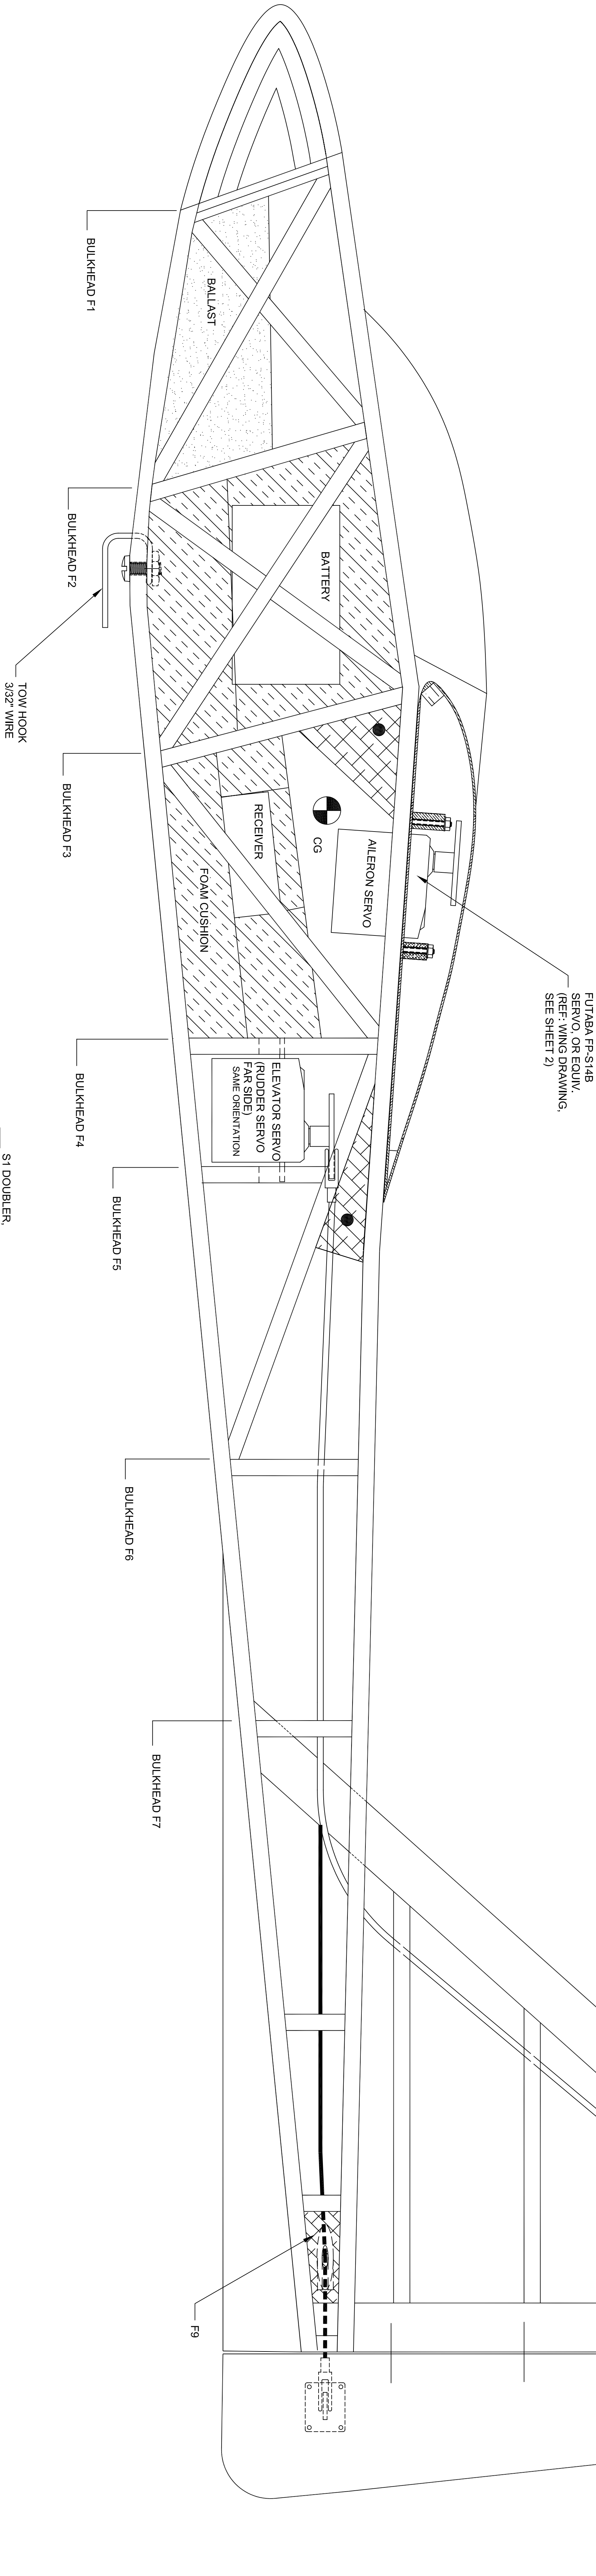 BULKHEAD F1
BALLAST
BULKHEAD F2
BATTERY
TOW HOOK
3/32" WIRE
BULKHEAD F3
RECEIVER
CG
AILERON SERVO
FOAM CUSHION
FUTABA FP-S14B
SERVO, OR EQUIV.
(REF: WING DRAWING,
SEE SHEET 2)
BULKHEAD F4
ELEVATOR SERVO
(RUDDER SERVO
FAR SIDE)
SAME ORIENTATION
S1 DOUBLER,
BULKHEAD F5
BULKHEAD F6
BULKHEAD F7
F9